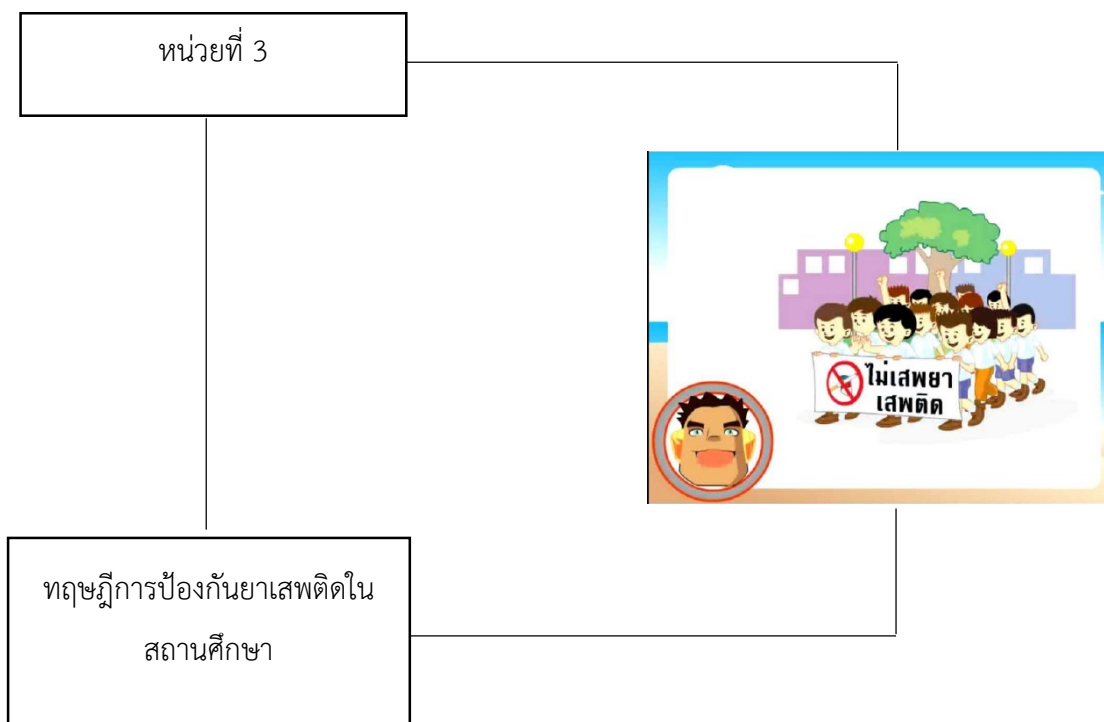 หน่วยที่ 3
ไม่เสพยา
เสพติด
ทฤษฎีการป้องกันยาเสพติดใน
สถานศึกษา